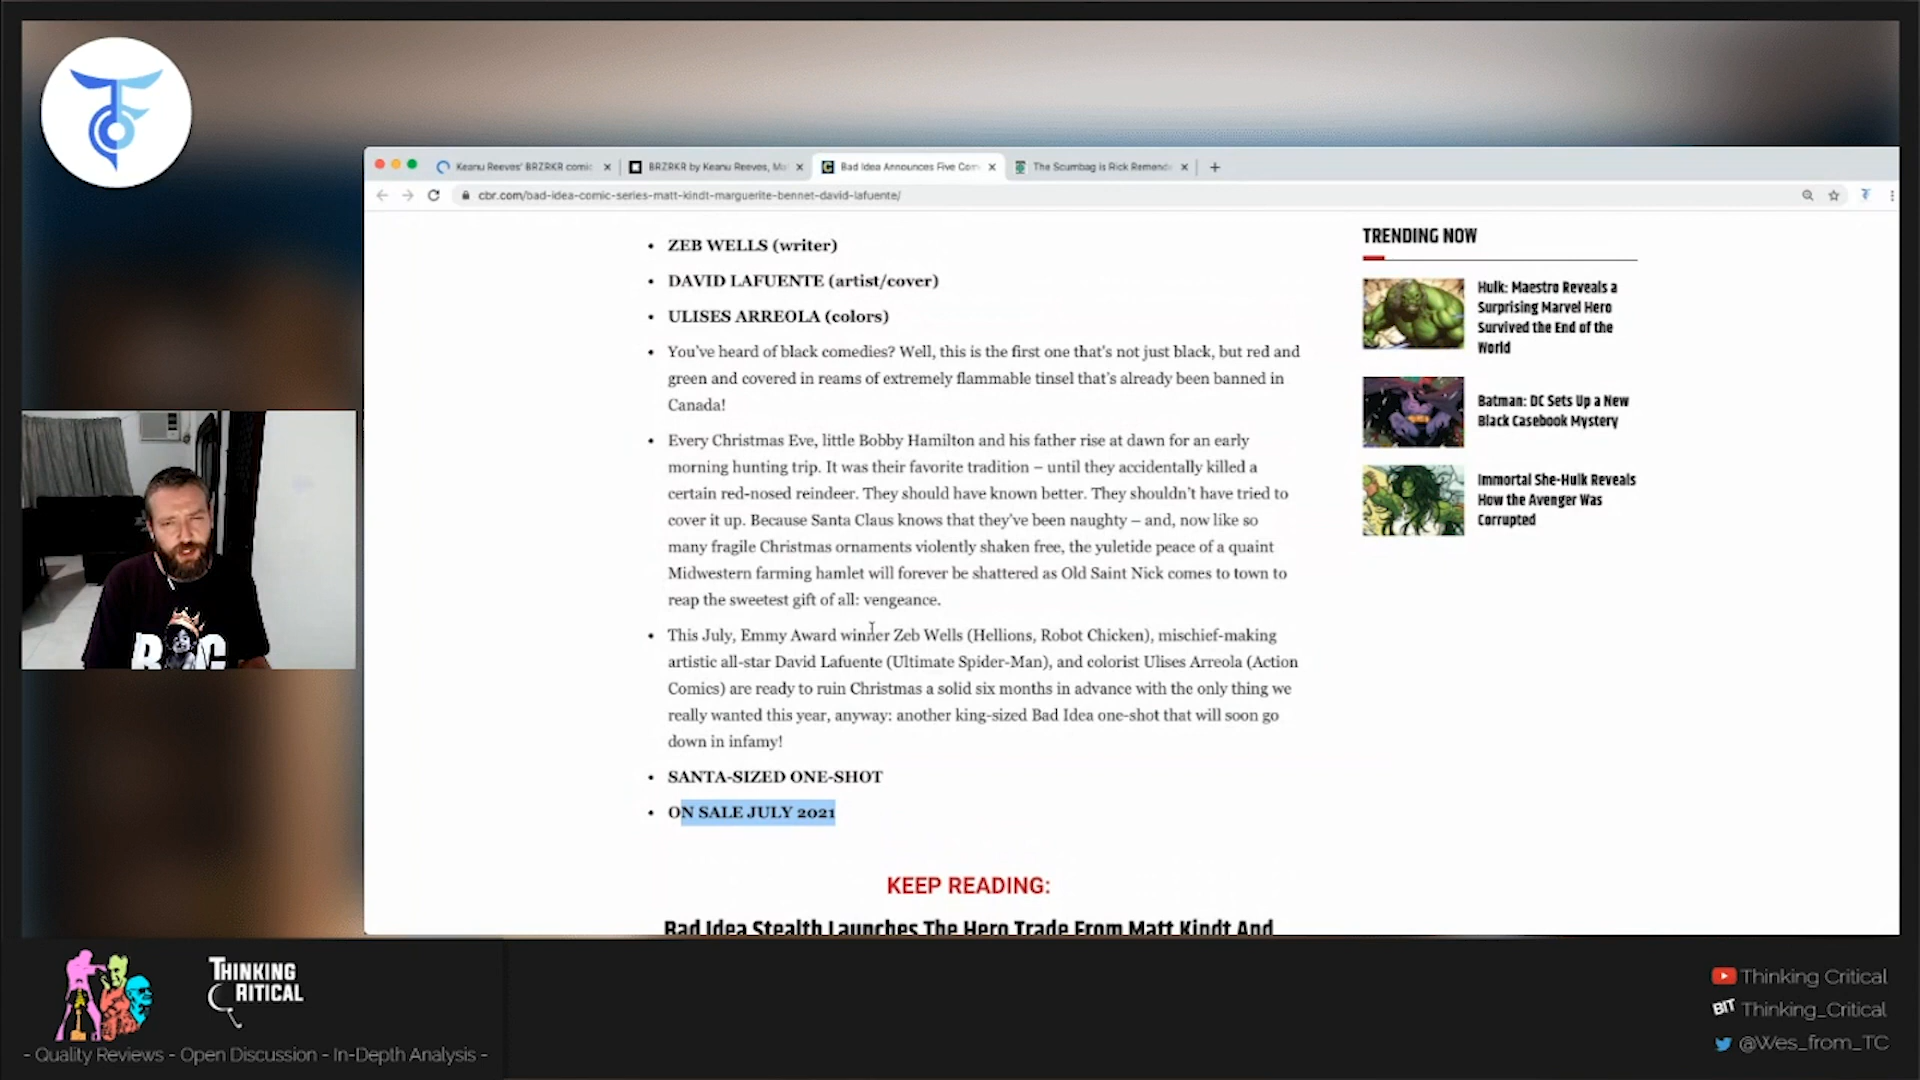 Keanu Reeves' BRZRKR comic
BRZRKR by Keanu Reeves, Ma
Bad Idea Announces Five Com
The Scumbag is Rick Remende
cbr.com/bad-idea-comic-series-matt-kindt-marguerite-bennet-david-lafuente/
• ZEB WELLS (writer)
• DAVID LAFUENTE (artist/cover)
• ULISES ARREOLA (colors)
• You've heard of black comedies? Well, this is the first one that's not just black, but red and
green and covered in reams of extremely flammable tinsel that's already been banned in
Canada!
• Every Christmas Eve, little Bobby Hamilton and his father rise at dawn for an early
morning hunting trip. It was their favorite tradition – until they accidentally killed a
certain red-nosed reindeer. They should have known better. They shouldn't have tried to
cover it up. Because Santa Claus knows that they've been naughty – and, now like so
many fragile Christmas ornaments violently shaken free, the yuletide peace of a quaint
Midwestern farming hamlet will forever be shattered as Old Saint Nick comes to town to
reap the sweetest gift of all: vengeance.
• This July, Emmy Award winner Zeb Wells (Hellions, Robot Chicken), mischief-making
artistic all-star David Lafuente (Ultimate Spider-Man), and colorist Ulises Arreola (Action
Comics) are ready to ruin Christmas a solid six months in advance with the only thing we
really wanted this year, anyway: another king-sized Bad Idea one-shot that will soon go
down in infamy!
• SANTA-SIZED ONE-SHOT
• ON SALE JULY 2021
KEEP READING:
Bad Idea Stealth Launches The Hero Trade From Matt Kindt And
TRENDING NOW
Hulk: Maestro Reveals a
Surprising Marvel Hero
Survived the End of the
World
Batman: DC Sets Up a New
Black Casebook Mystery
Immortal She-Hulk Reveals
How the Avenger Was
Corrupted
THINKING
CRITICAL
- Quality Reviews - Open Discussion - In-Depth Analysis -
Thinking Critical
BIT Thinking_Critical
@Wes_from_TC